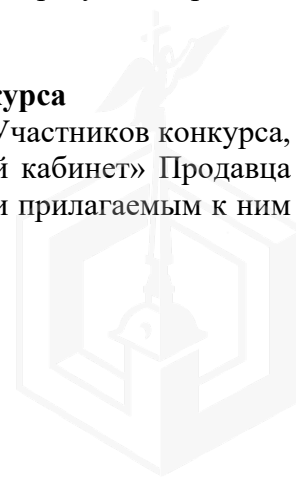 курса
Участников конкурса,
й кабинет» Продавца
и прилагаемым к ним